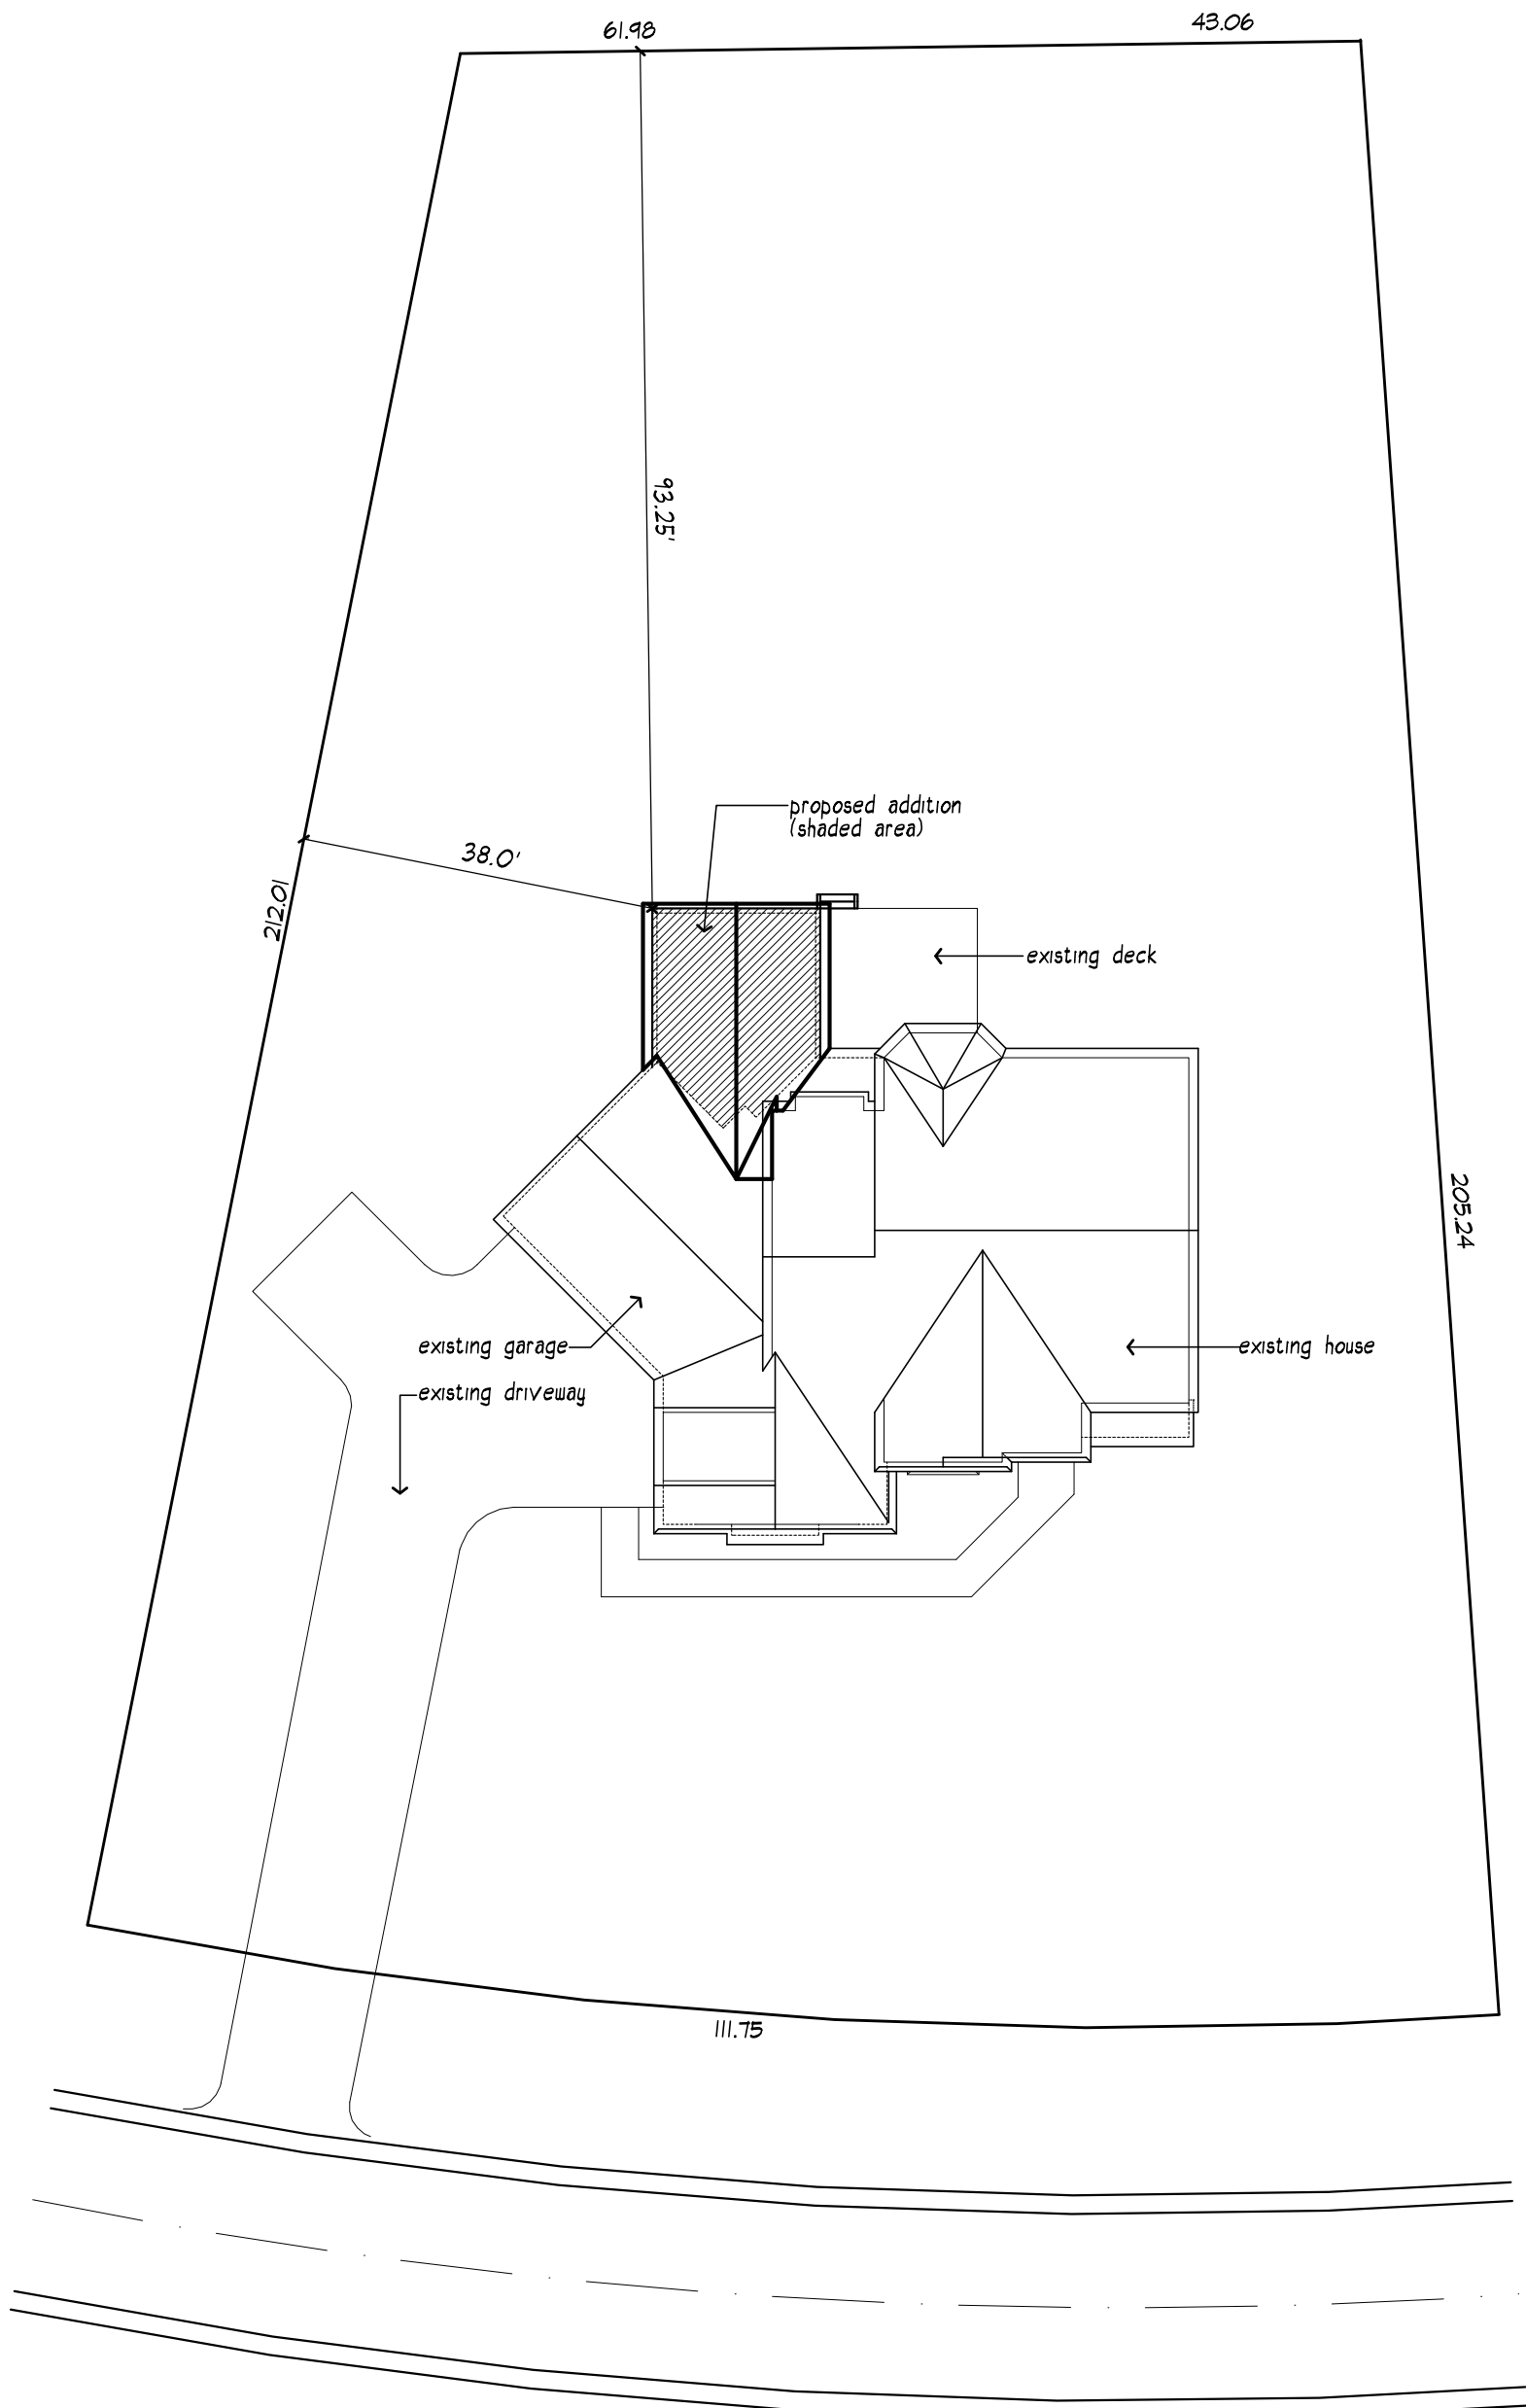 61.98
43.06
93.25'
proposed addition
(shaded area)
38.0'
212.01
existing deck
205.24
existing garage
existing house
existing driveway
111.75